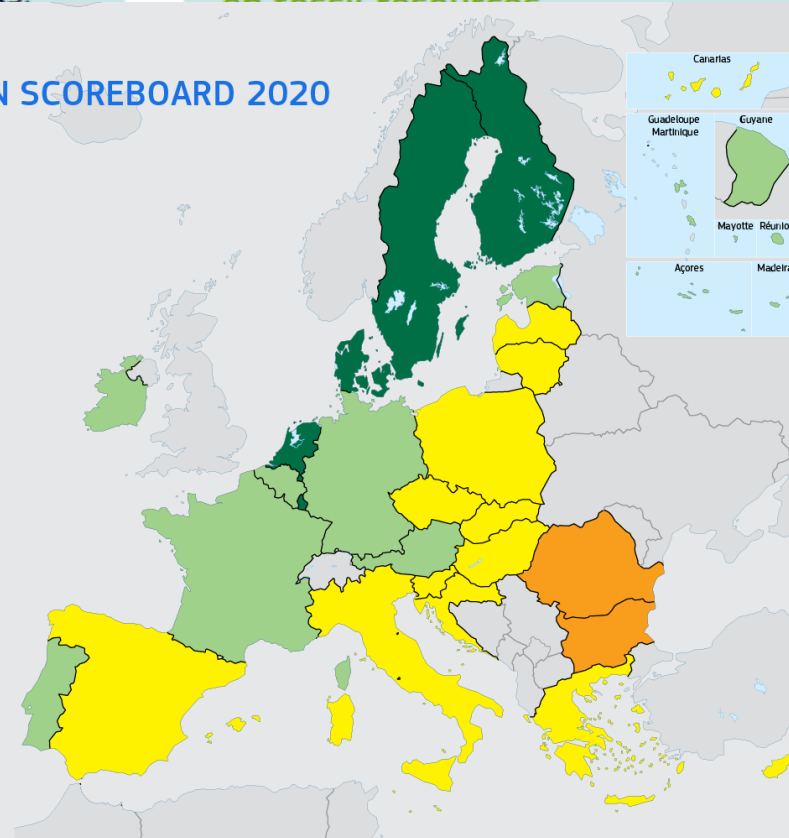 N SCOREBOARD 2020
Canarias
Guadeloupe
Martinique
Guyane
Mayotte
Açores